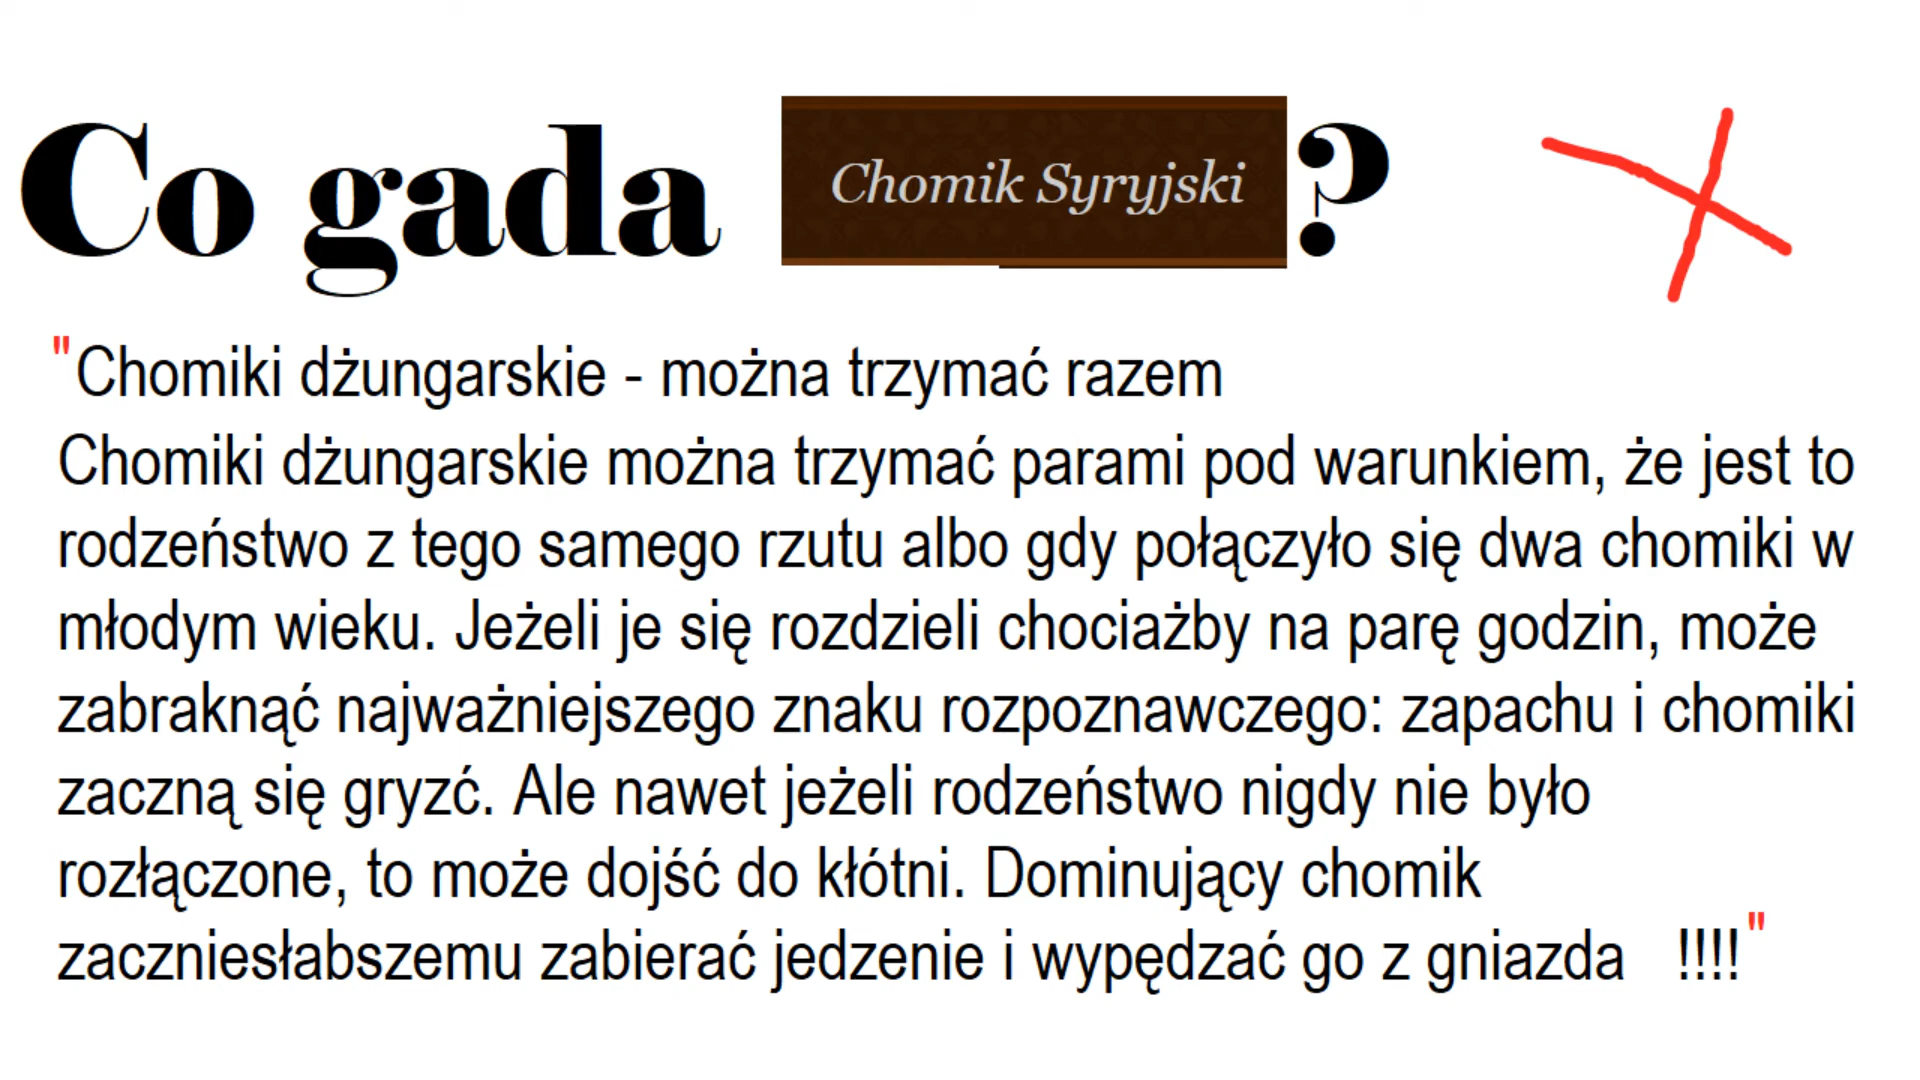 Co gada Chomik Syryjski ?
"Chomiki dżungarskie - można trzymać razem
Chomiki dżungarskie można trzymać parami pod warunkiem, że jest to
rodzeństwo z tego samego rzutu albo gdy połączyło się dwa chomiki w
młodym wieku. Jeżeli je się rozdzieli chociażby na parę godzin, może
zabraknąć najważniejszego znaku rozpoznawczego: zapachu i chomiki
zaczną się gryzć. Ale nawet jeżeli rodzeństwo nigdy nie było
rozłączone, to może dojść do kłótni. Dominujący chomik
zaczniesłabszemu zabierać jedzenie i wypędzać go z gniazda !!!!"